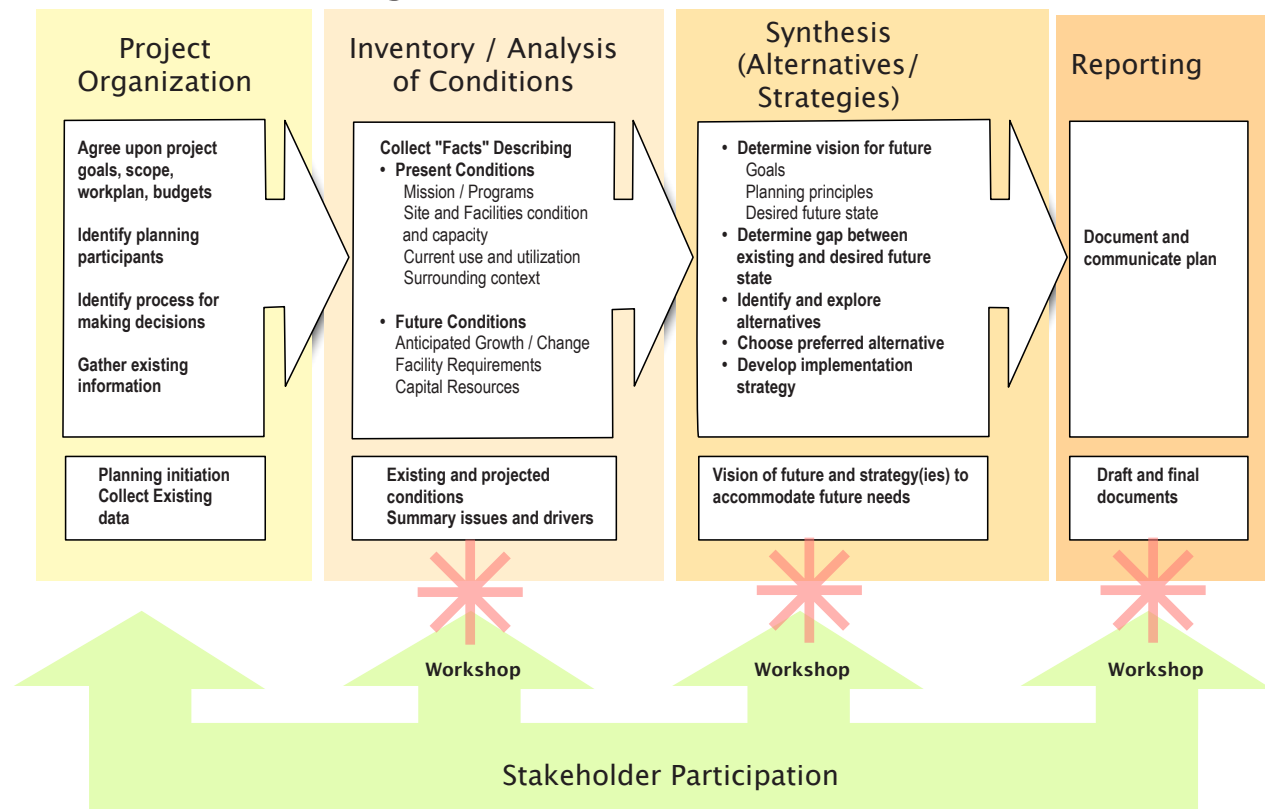 Project
Organization
Agree upon project
goals, scope,
workplan, budgets
Identify planning
participants
Identify process for
making decisions
Gather existing
information
Planning initiation
Collect Existing
data
Inventory / Analysis
of Conditions
Collect "Facts" Describing
• Present Conditions
Mission / Programs
Site and Facilities condition
and capacity
Current use and utilization
Surrounding context
• Future Conditions
Anticipated Growth / Change
Facility Requirements
Capital Resources
Existing and projected
conditions
Summary issues and drivers
Synthesis
(Alternatives/
Strategies)
• Determine vision for future
Goals
Planning principles
Desired future state
• Determine gap between
existing and desired future
state
• Identify and explore
alternatives
• Choose preferred alternative
• Develop implementation
strategy
Vision of future and strategy(ies) to
accommodate future needs
Reporting
Document and
communicate plan
Draft and final
documents
Workshop
Workshop
Workshop
Stakeholder Participation